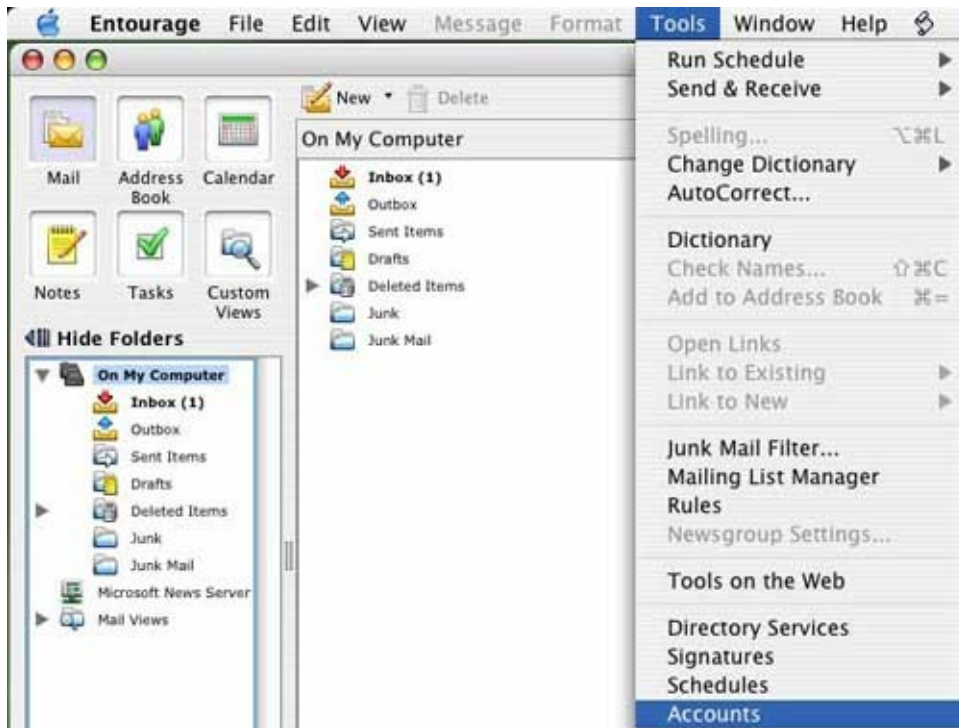 Entourage File Edit View Message Format Tools Window Help
New Delete
On My Computer
Inbox (1)
Outbox
Sent Items
Drafts
Deleted Items
Junk
Junk Mail
Mail
Address Book
Calendar
Notes
Tasks
Custom Views
Hide Folders
On My Computer
Inbox (1)
Outbox
Sent Items
Drafts
Deleted Items
Junk
Junk Mail
Microsoft News Server
Mail Views
Run Schedule
Send & Receive
Spelling... ⌥⌘L
Change Dictionary
AutoCorrect...
Dictionary
Check Names... ⇧⌘C
Add to Address Book ⌘=
Open Links
Link to Existing
Link to New
Junk Mail Filter...
Mailing List Manager
Rules
Newsgroup Settings...
Tools on the Web
Directory Services
Signatures
Schedules
Accounts